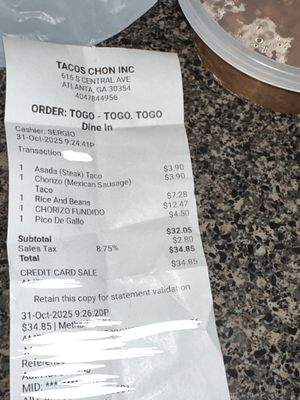 TACOS CHON INC
616 S CENTRAL AVE
ATLANTA, GA 30354
4047844956
ORDER: TOGO - TOGO. TOGO
Dine In
Cashier: SERGIO
31-Oct-2025 9:24:41P
Transaction
1 Asada (Steak) Taco $3.90
1 Chorizo (Mexican Sausage) Taco $3.90
1 Rice And Beans $7.28
1 CHORIZO FUNDIDO $12.47
1 Pico De Gallo $4.50
Subtotal $32.05
Sales Tax 8.75% $2.80
Total $34.85
CREDIT CARD SALE $34.85
Retain this copy for statement validation
31-Oct-2025 9:26:20P
$34.85 | Method
Reference
MID: ***